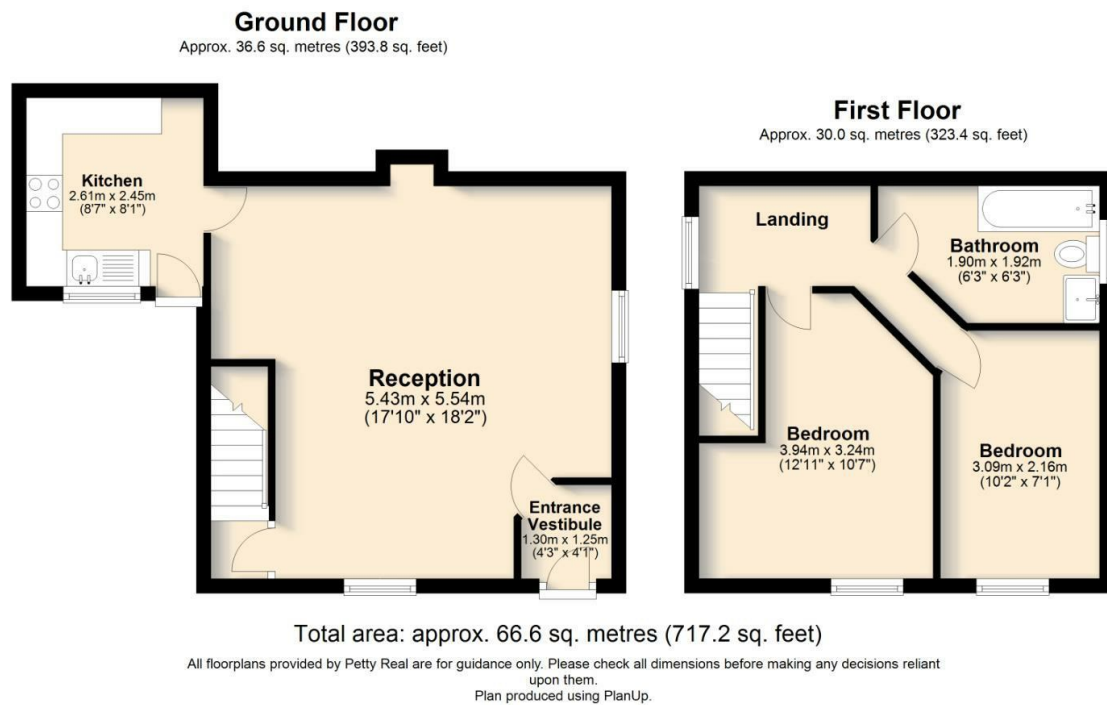 Ground Floor
Approx. 36.6 sq. metres (393.8 sq. feet)
Kitchen
2.61m x 2.45m
(8'7" x 8'1")
Reception
5.43m x 5.54m
(17'10" x 18'2")
Entrance
Vestibule
1.30m x 1.25m
(4'3" x 4'1")
First Floor
Approx. 30.0 sq. metres (323.4 sq. feet)
Landing
Bathroom
1.90m x 1.92m
(6'3" x 6'3")
Bedroom
3.94m x 3.24m
(12'11" x 10'7")
Bedroom
3.09m x 2.16m
(10'2" x 7'1")
Total area: approx. 66.6 sq. metres (717.2 sq. feet)
All floorplans provided by Petty Real are for guidance only. Please check all dimensions before making any decisions reliant
upon them.
Plan produced using PlanUp.